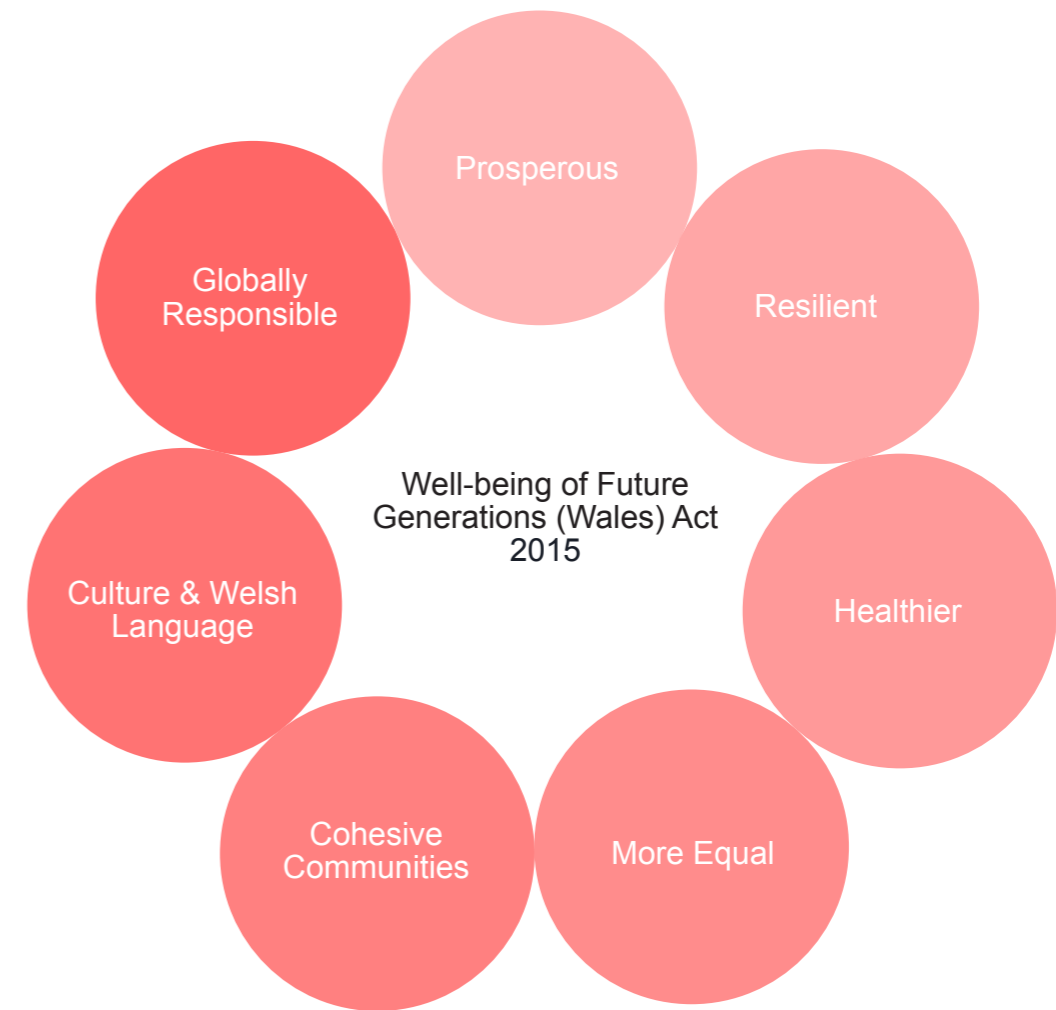 Prosperous
Resilient
Healthier
More Equal
Cohesive
Communities
Culture & Welsh
Language
Globally
Responsible
Well-being of Future
Generations (Wales) Act
2015